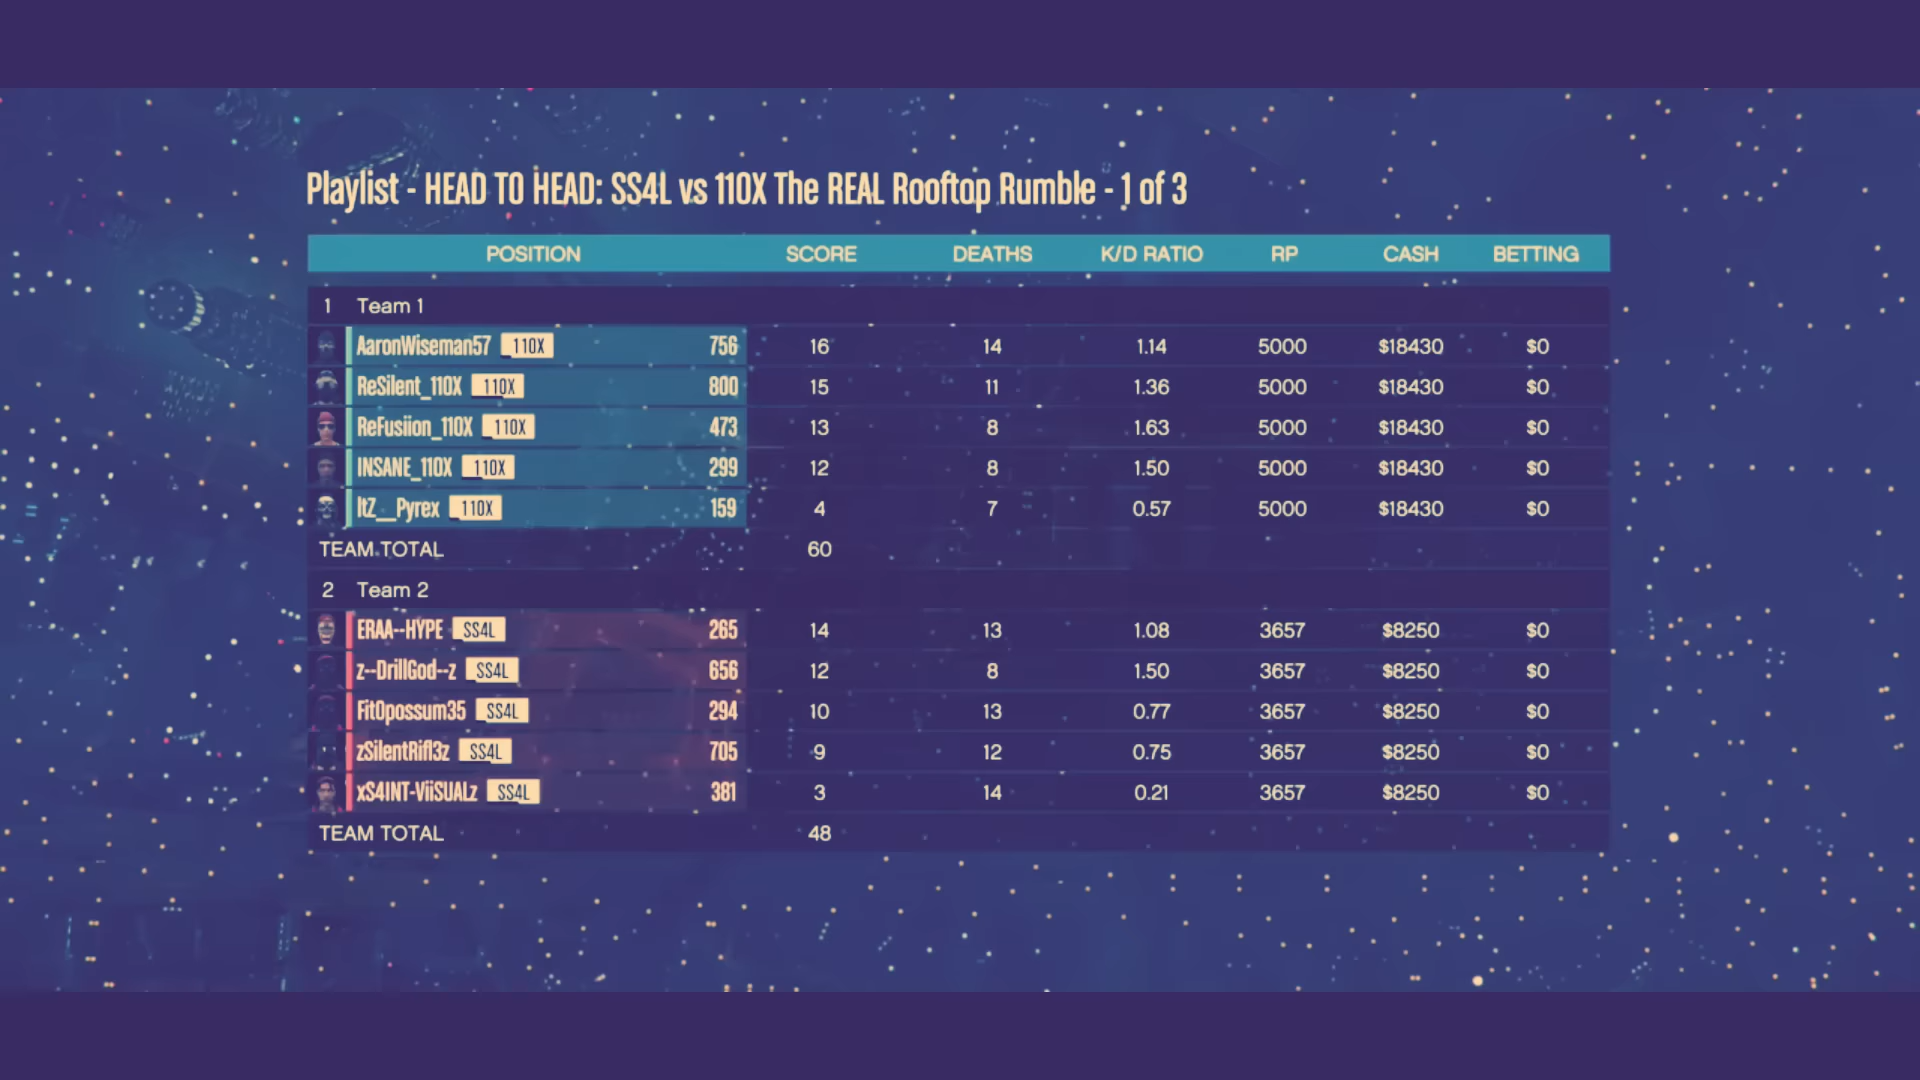 Playlist - HEAD TO HEAD: SS4L vs 110X The REAL Rooftop Rumble - 1 of 3
POSITION SCORE DEATHS K/D RATIO RP CASH BETTING
1 Team 1
AaronWiseman57 110X 756 16 14 1.14 5000 $18430 $0
ReSilent_110X 110X 800 15 11 1.36 5000 $18430 $0
ReFusiion_110X 110X 473 13 8 1.63 5000 $18430 $0
INSANE_110X 110X 299 12 8 1.50 5000 $18430 $0
ItZ__Pyrex 110X 159 4 7 0.57 5000 $18430 $0
TEAM TOTAL 60
2 Team 2
ERAA--HYPE SS4L 265 14 13 1.08 3657 $8250 $0
z--DrillGod--z SS4L 656 12 8 1.50 3657 $8250 $0
FitOpossum35 SS4L 294 10 13 0.77 3657 $8250 $0
zSilentRifl3z SS4L 705 9 12 0.75 3657 $8250 $0
xS4INT-ViiSUALz SS4L 381 3 14 0.21 3657 $8250 $0
TEAM TOTAL 48